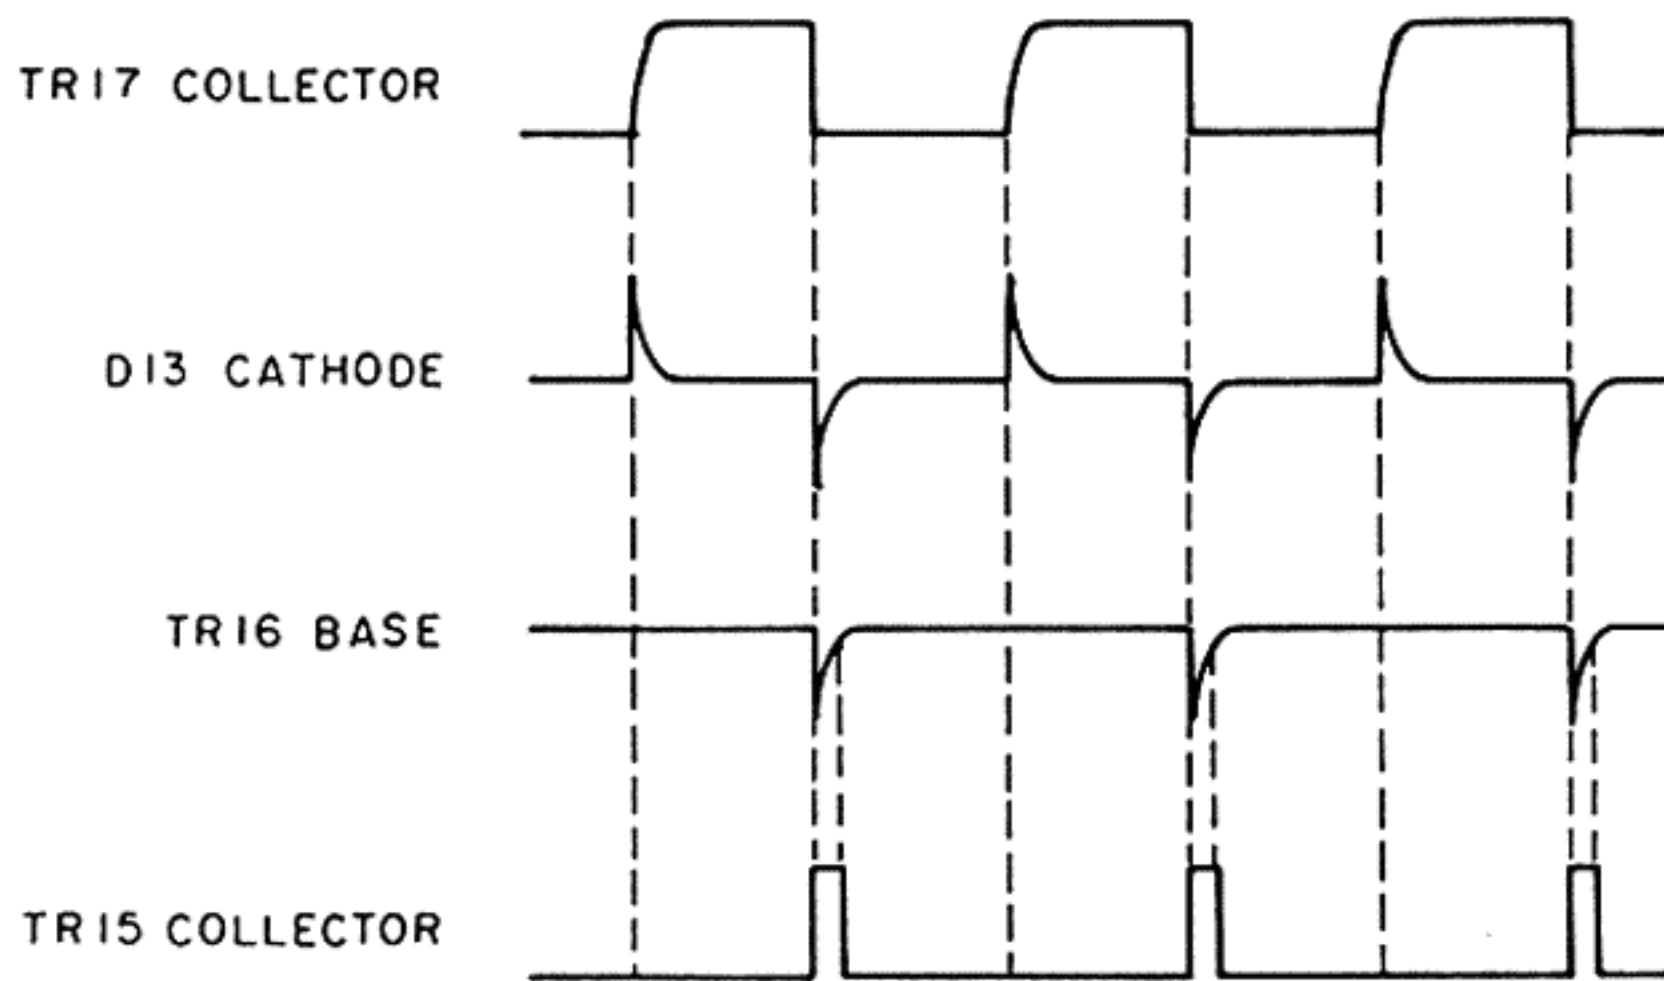 TR17 COLLECTOR
D13 CATHODE
TR16 BASE
TR15 COLLECTOR